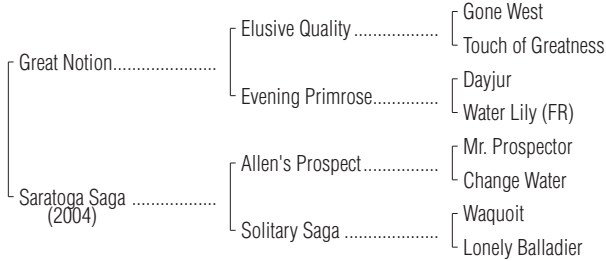 Gone West
Elusive Quality ..................
Touch of Greatness
Great Notion......................
Dayjur
Evening Primrose..............
Water Lily (FR)
Mr. Prospector
Allen's Prospect................
Change Water
Saratoga Saga ..................
(2004)
Waquoit
Solitary Saga ....................
Lonely Balladier